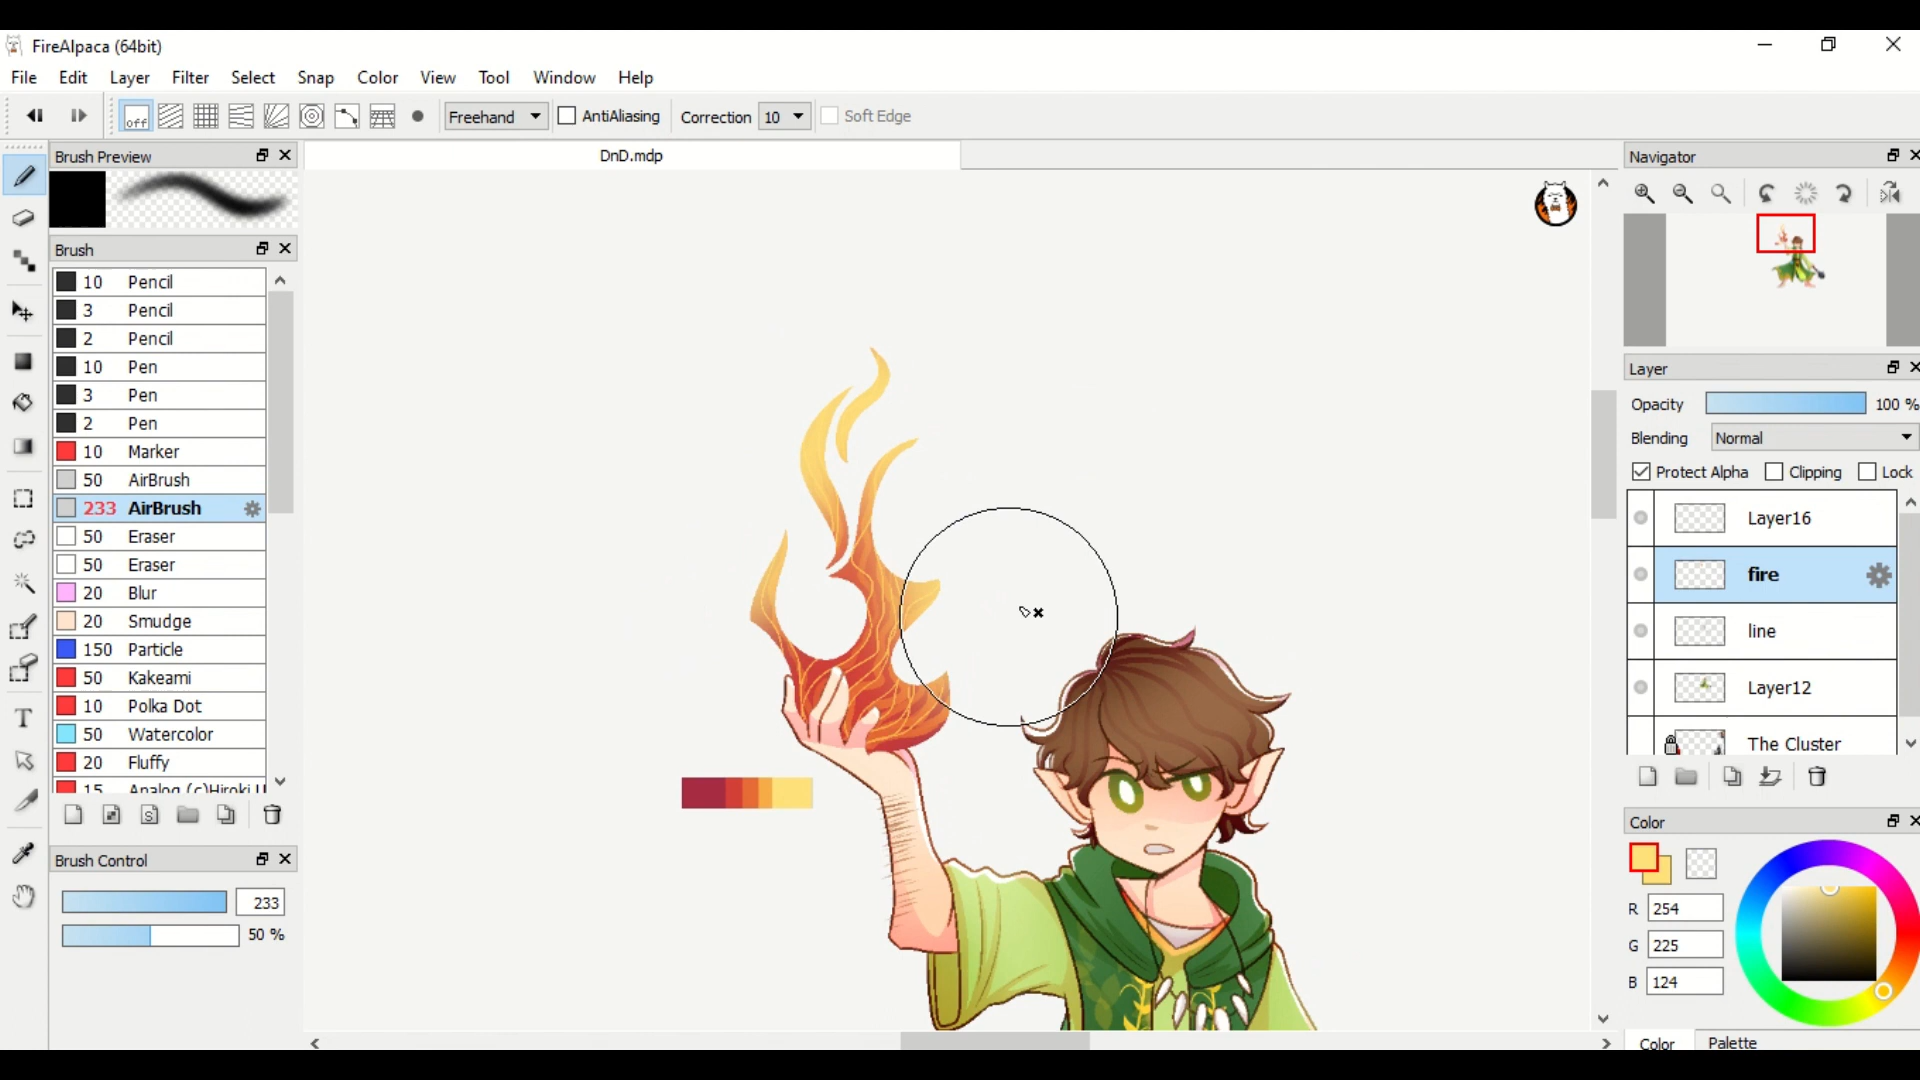 FireAlpaca (64bit)
File Edit Layer Filter Select Snap Color View Tool Window Help
off Freehand AntiAliasing Correction 10 Soft Edge
Brush Preview
DnD.mdp
Navigator
Brush
10 Pencil
3 Pencil
2 Pencil
10 Pen
3 Pen
2 Pen
10 Marker
50 AirBrush
233 AirBrush
50 Eraser
50 Eraser
20 Blur
20 Smudge
150 Particle
50 Kakeami
10 Polka Dot
50 Watercolor
20 Fluffy
15 Analog (c)Hiroki U
S
T
Brush Control
233
50 %
Layer
Opacity 100 %
Blending Normal
Protect Alpha Clipping Lock
Layer16
fire
line
Layer12
The Cluster
Color
R 254
G 225
B 124
Color Palette